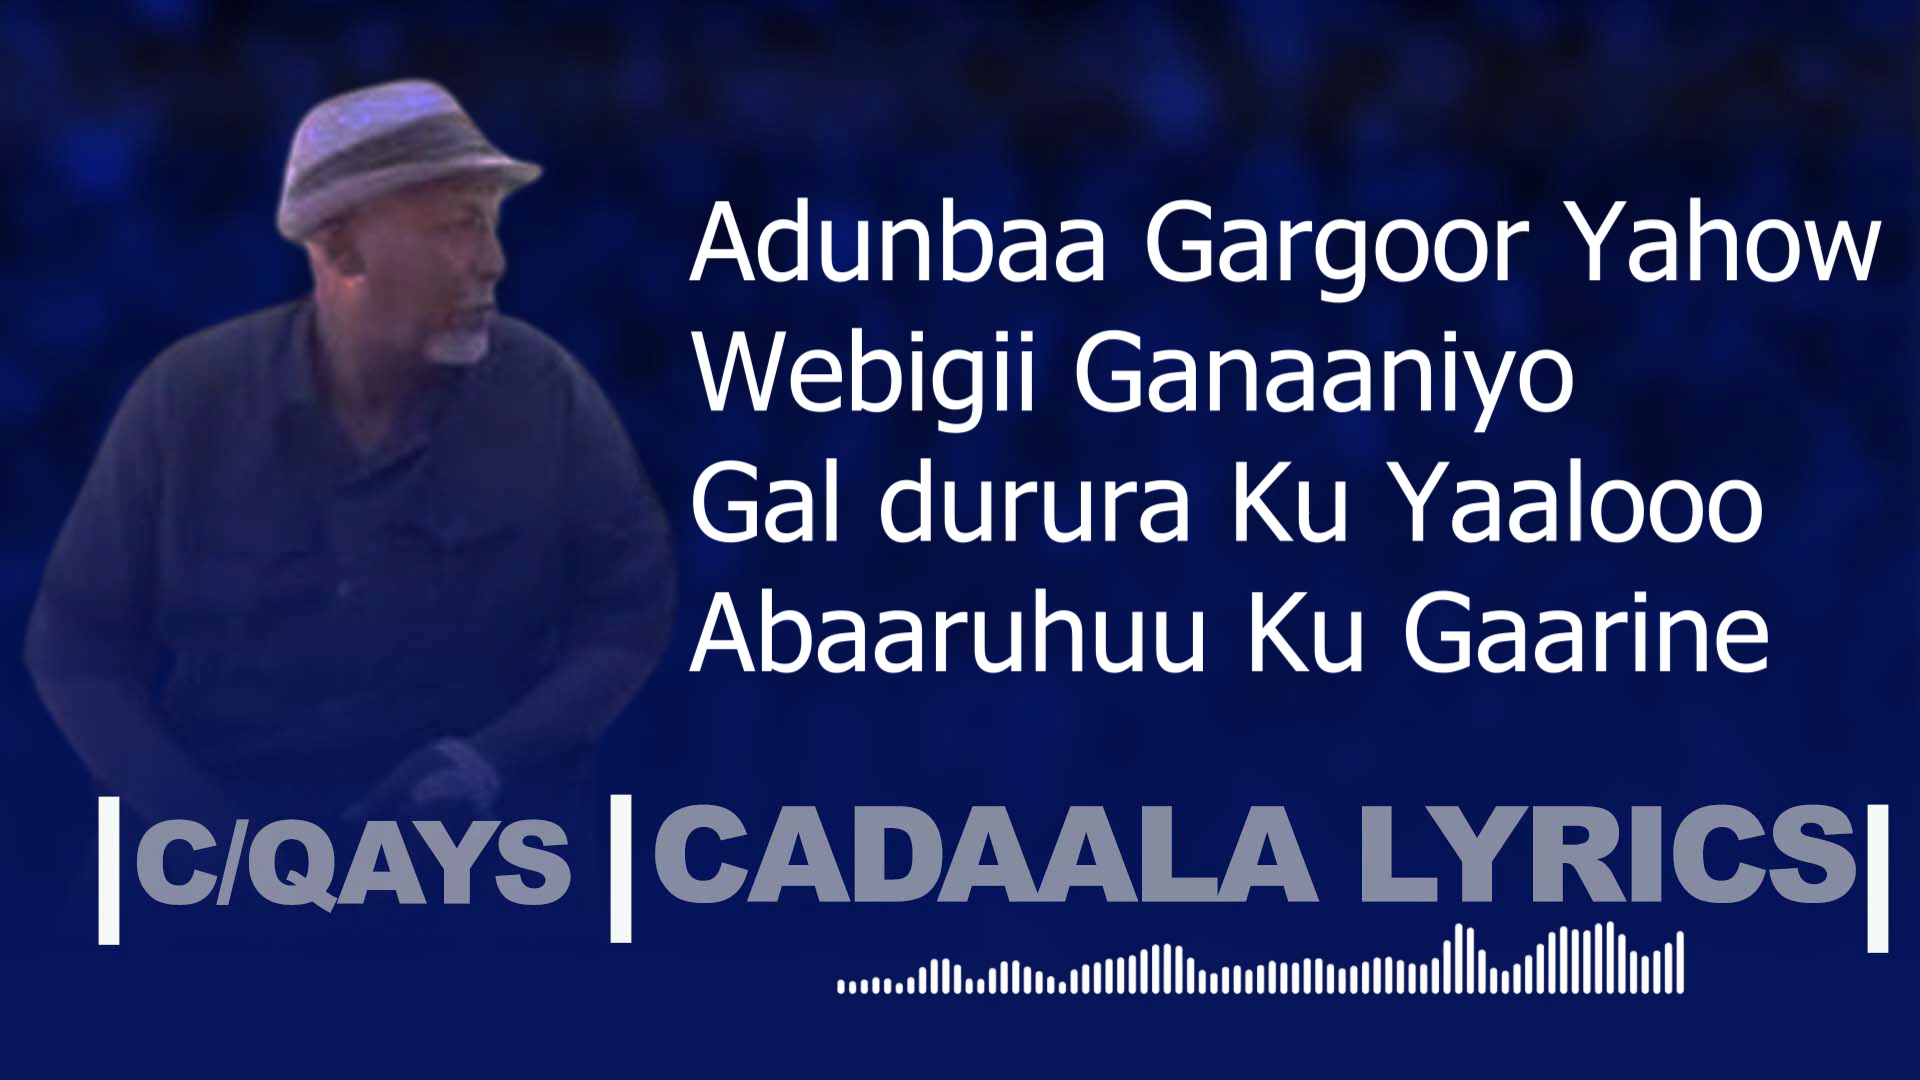 Adunbaa Gargoor Yahow
Webigii Ganaaniyo
Gal durura Ku Yaalooo
Abaaruhuu Ku Gaarine
|C/QAYS |CADAALA LYRICS|